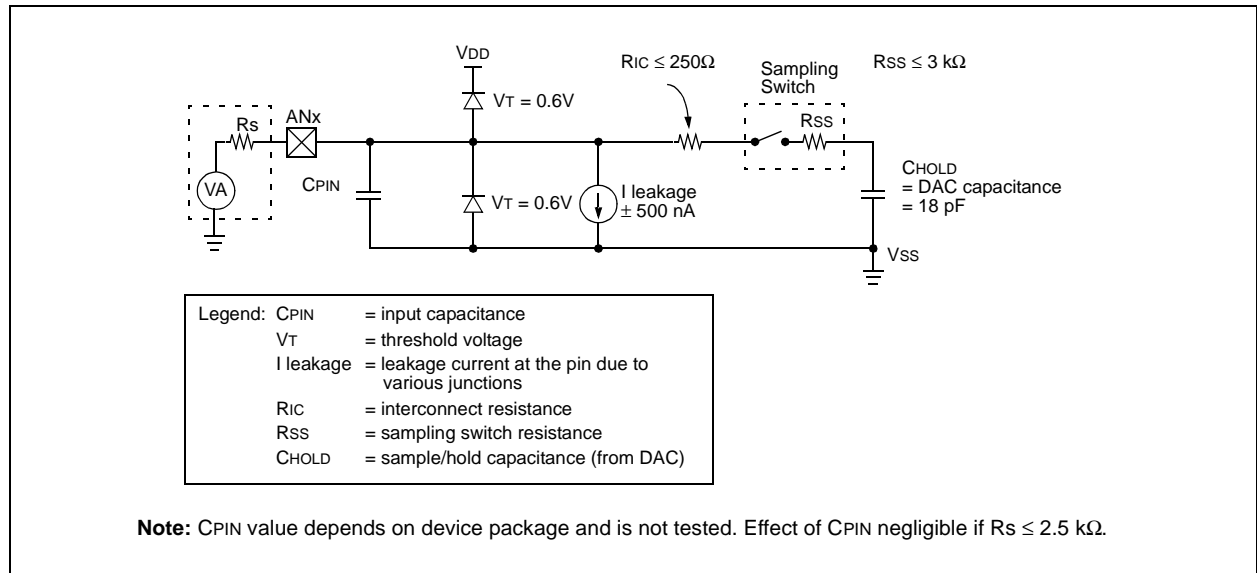 VDD
RIC ≤ 250Ω
Sampling
Switch
RSS ≤ 3 kΩ
VT = 0.6V
Rs
ANx
RSS
CPIN
VA
VT = 0.6V
I leakage
± 500 nA
CHOLD
= DAC capacitance
= 18 pF
VSS
Legend: CPIN = input capacitance
VT = threshold voltage
I leakage = leakage current at the pin due to
various junctions
RIC = interconnect resistance
RSS = sampling switch resistance
CHOLD = sample/hold capacitance (from DAC)
Note: CPIN value depends on device package and is not tested. Effect of CPIN negligible if Rs ≤ 2.5 kΩ.